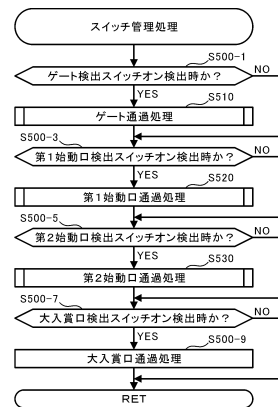 スイッチ管理処理
S500-1
ゲート検出スイッチオン検出時か？
NO
YES
S510
ゲート通過処理
S500-3
第1始動口検出スイッチオン検出時か？
NO
YES
S520
第1始動口通過処理
S500-5
第2始動口検出スイッチオン検出時か？
NO
YES
S530
第2始動口通過処理
S500-7
大入賞口検出スイッチオン検出時か？
NO
YES
S500-9
大入賞口通過処理
RET